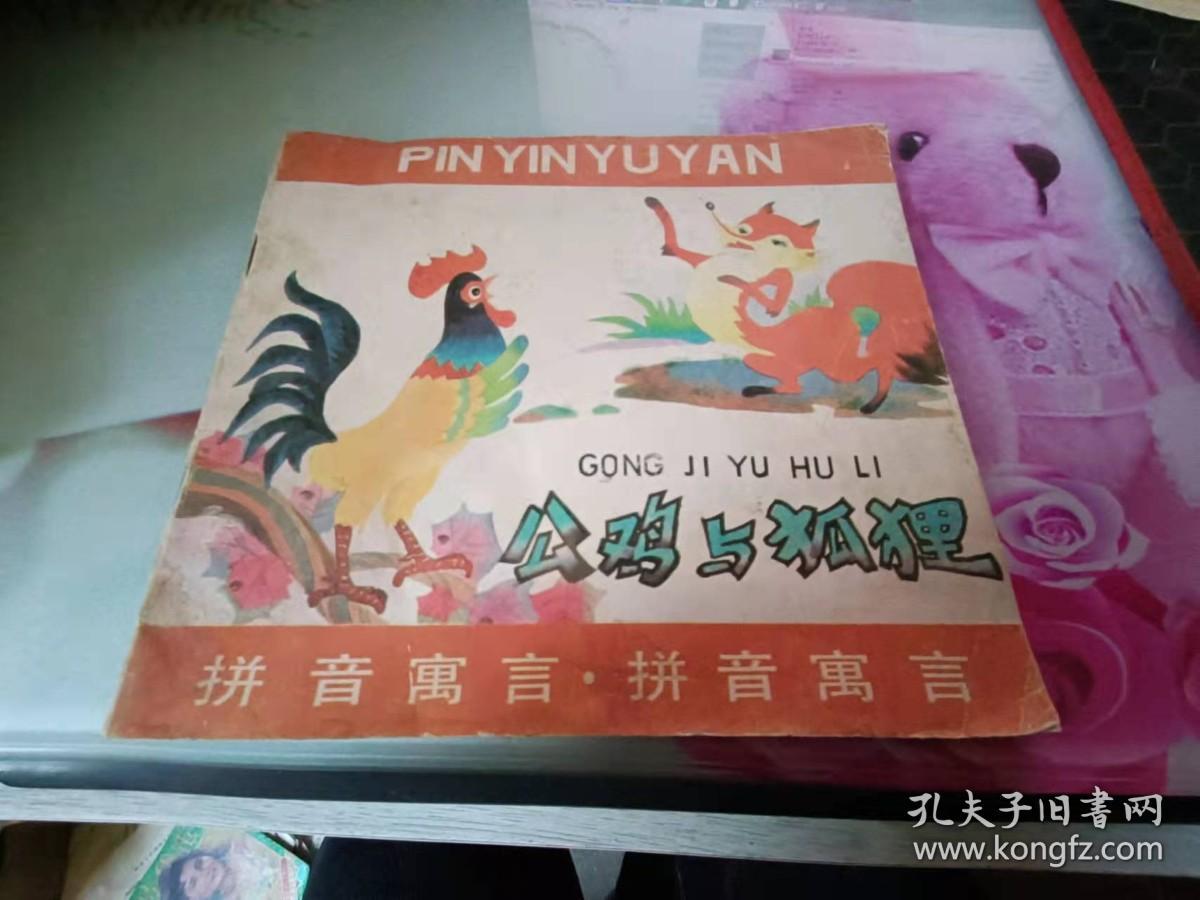 PIN YIN YU YAN
GONG JI YU HU LI
公鸡与狐狸
拼音寓言·拼音寓言
孔夫子旧書网
www.kongfz.com